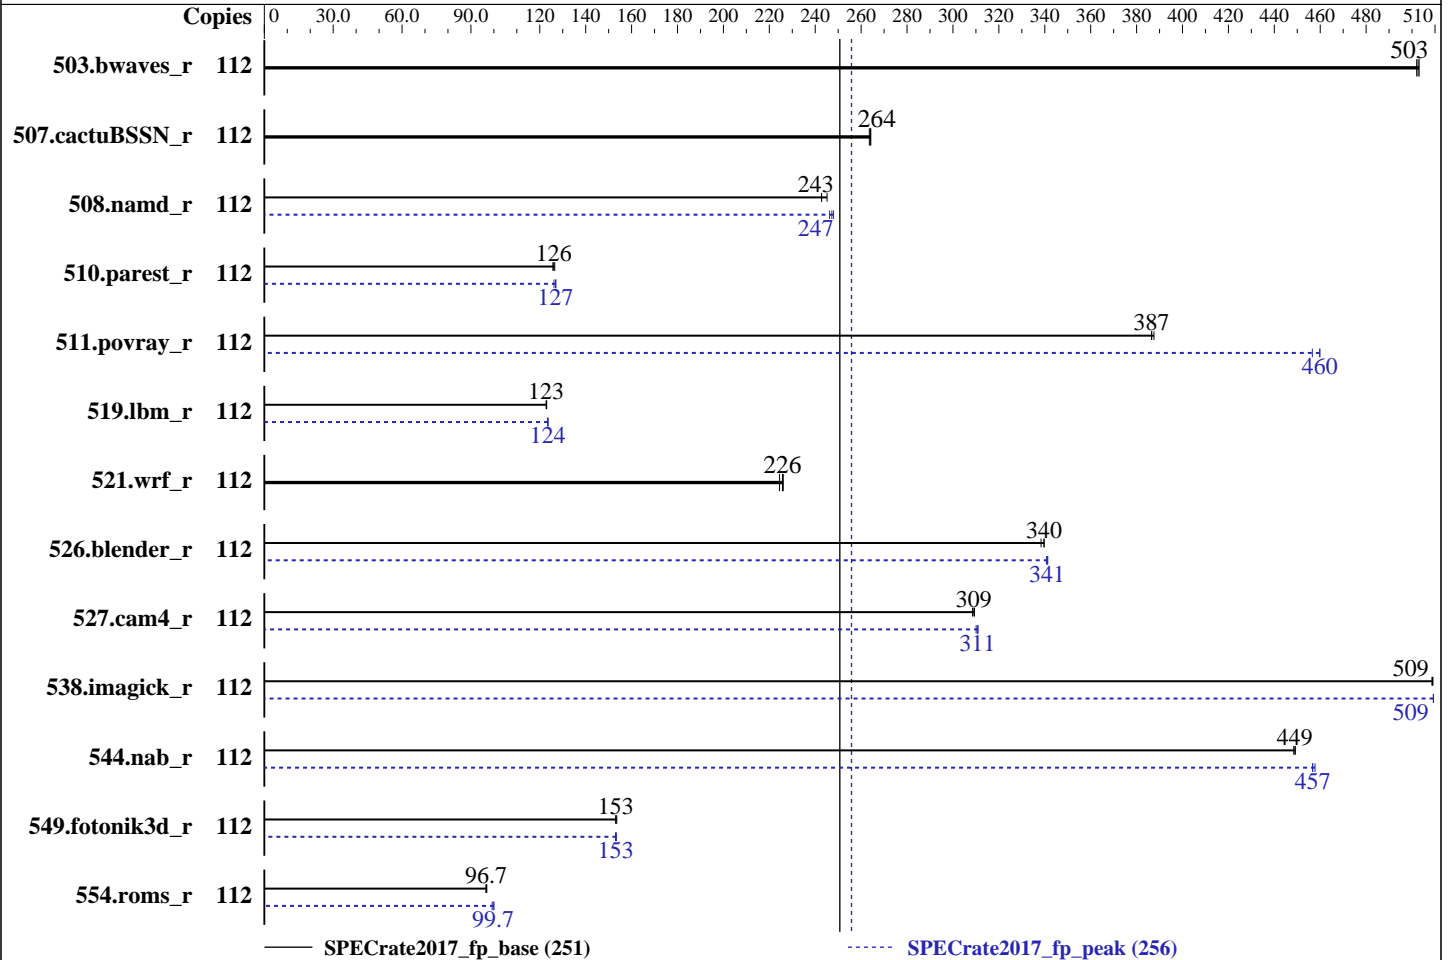 Copies 0 30.0 60.0 90.0 120 140 160 180 200 220 240 260 280 300 320 340 360 380 400 420 440 460 480 510
503.bwaves_r 112 503
507.cactuBSSN_r 112 264
508.namd_r 112 243
247
510.parest_r 112 126
127
511.povray_r 112 387
460
519.lbm_r 112 123
124
521.wrf_r 112 226
526.blender_r 112 340
341
527.cam4_r 112 309
311
538.imagick_r 112 509
509
544.nab_r 112 449
457
549.fotonik3d_r 112 153
153
554.roms_r 112 96.7
99.7
SPECrate2017_fp_base (251) SPECrate2017_fp_peak (256)